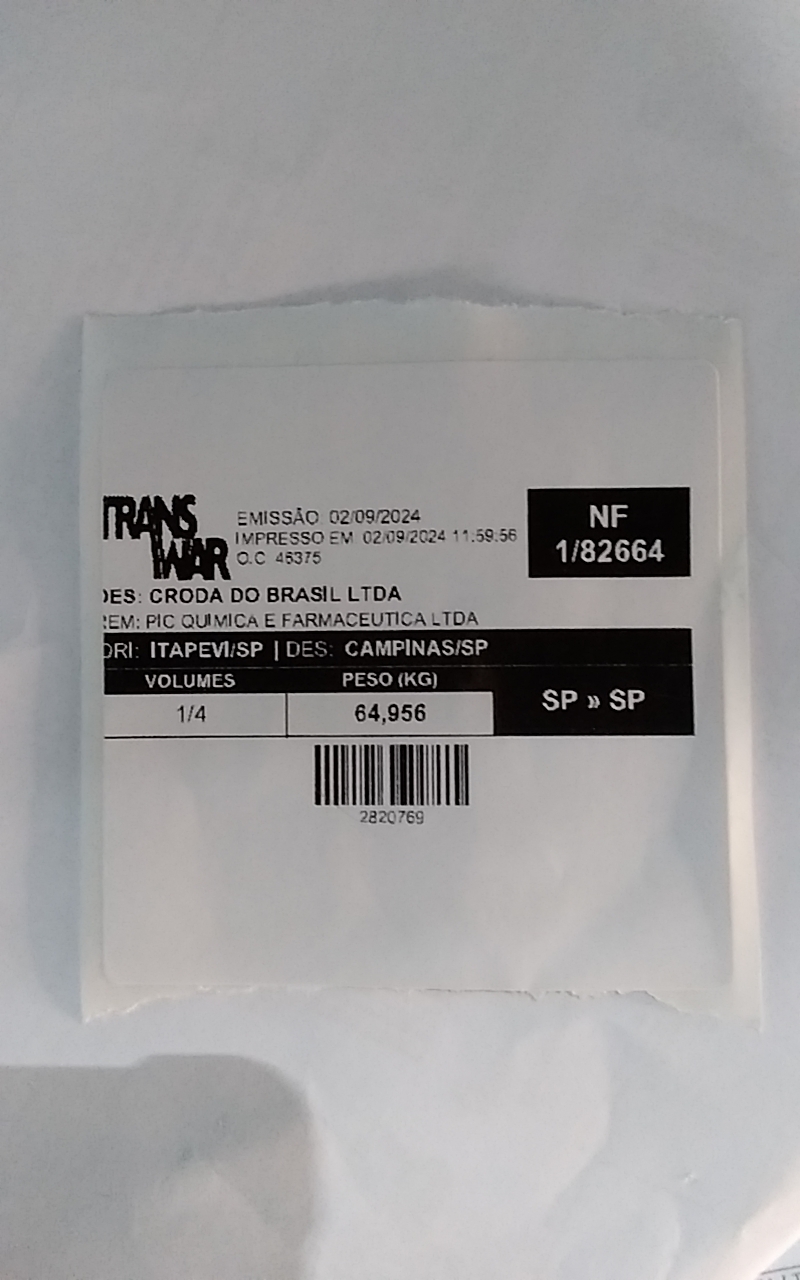 TRANS
WAR
EMISSÃO 02/09/2024
IMPRESSO EM 02/09/2024 11:59:56
O.C 46375
NF
1/82664
DES: CRODA DO BRASIL LTDA
REM: PIC QUIMICA E FARMACEUTICA LTDA
ORI: ITAPEVI/SP | DES: CAMPINAS/SP
VOLUMES PESO (KG)
1/4 64,956
SP » SP
2820769